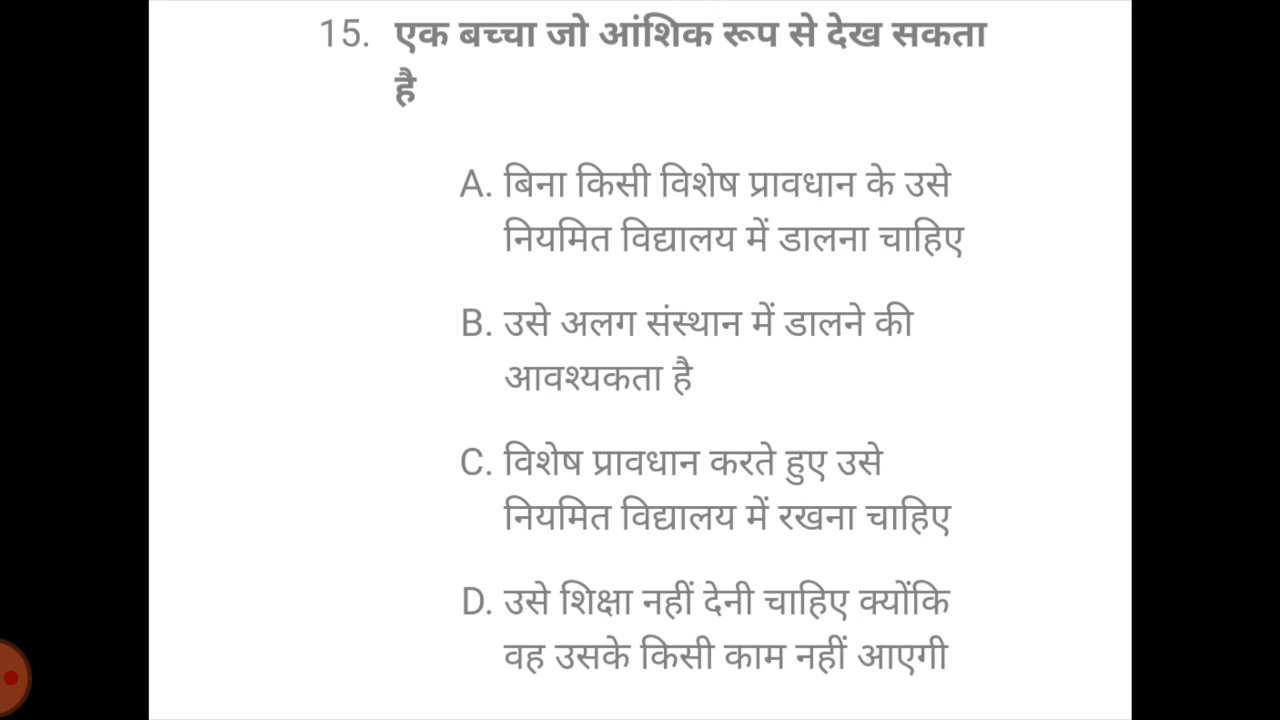 15. एक बच्चा जो आंशिक रूप से देख सकता
है
A. बिना किसी विशेष प्रावधान के उसे
नियमित विद्यालय में डालना चाहिए
B. उसे अलग संस्थान में डालने की
आवश्यकता है
C. विशेष प्रावधान करते हुए उसे
नियमित विद्यालय में रखना चाहिए
D. उसे शिक्षा नहीं देनी चाहिए क्योंकि
वह उसके किसी काम नहीं आएगी